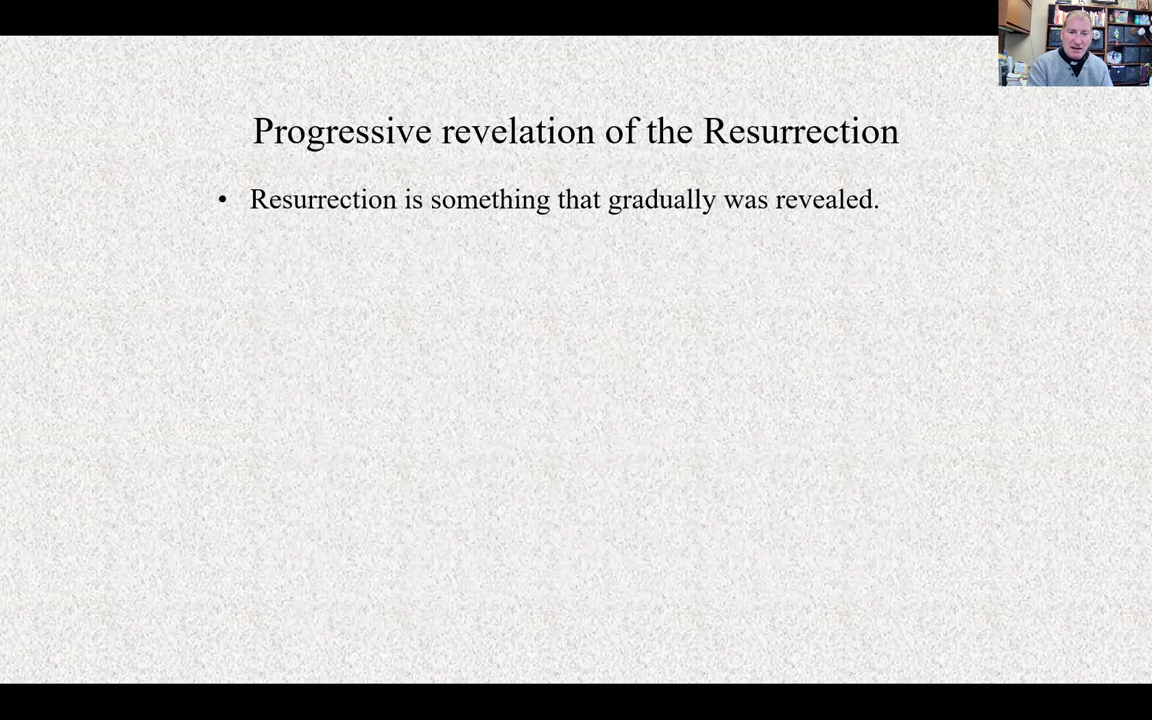 Progressive revelation of the Resurrection
• Resurrection is something that gradually was revealed.